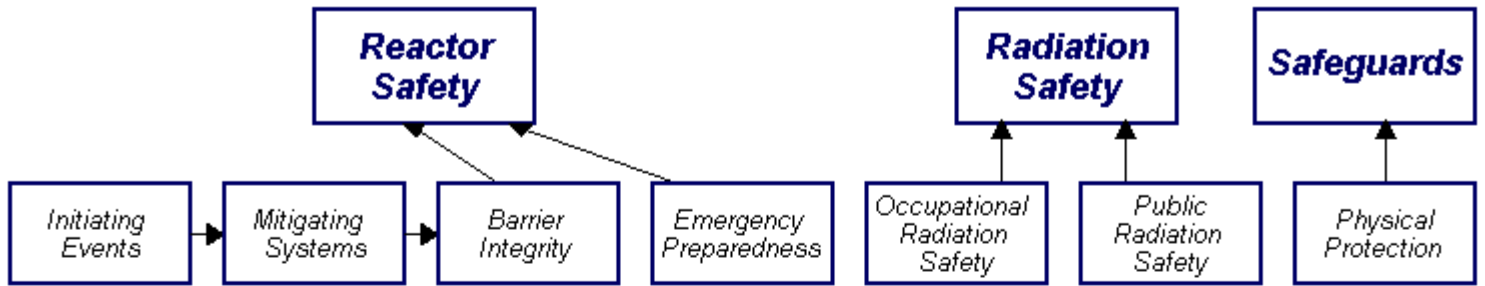 Reactor
Safety
Radiation
Safety
Safeguards
Initiating
Events
Mitigating
Systems
Barrier
Integrity
Emergency
Preparedness
Occupational
Radiation
Safety
Public
Radiation
Safety
Physical
Protection